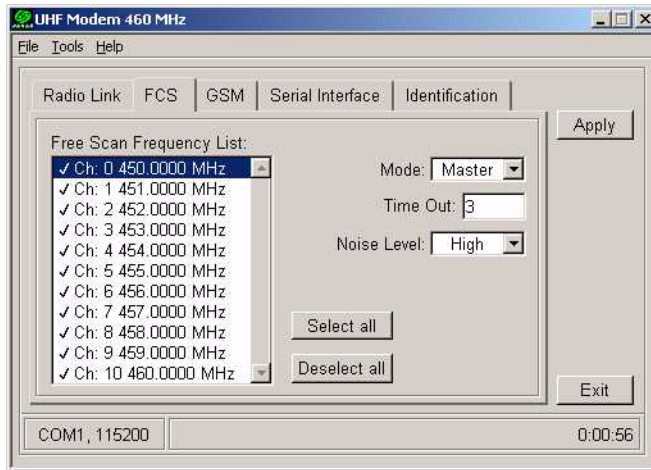 UHF Modem 460 MHz
File Tools Help
Radio Link FCS GSM Serial Interface Identification
Apply
Free Scan Frequency List:
✓ Ch: 0 450.0000 MHz
✓ Ch: 1 451.0000 MHz
✓ Ch: 2 452.0000 MHz
✓ Ch: 3 453.0000 MHz
✓ Ch: 4 454.0000 MHz
✓ Ch: 5 455.0000 MHz
✓ Ch: 6 456.0000 MHz
✓ Ch: 7 457.0000 MHz
✓ Ch: 8 458.0000 MHz
✓ Ch: 9 459.0000 MHz
✓ Ch: 10 460.0000 MHz
Mode: Master
Time Out: 3
Noise Level: High
Select all
Deselect all
Exit
COM1, 115200
0:00:56